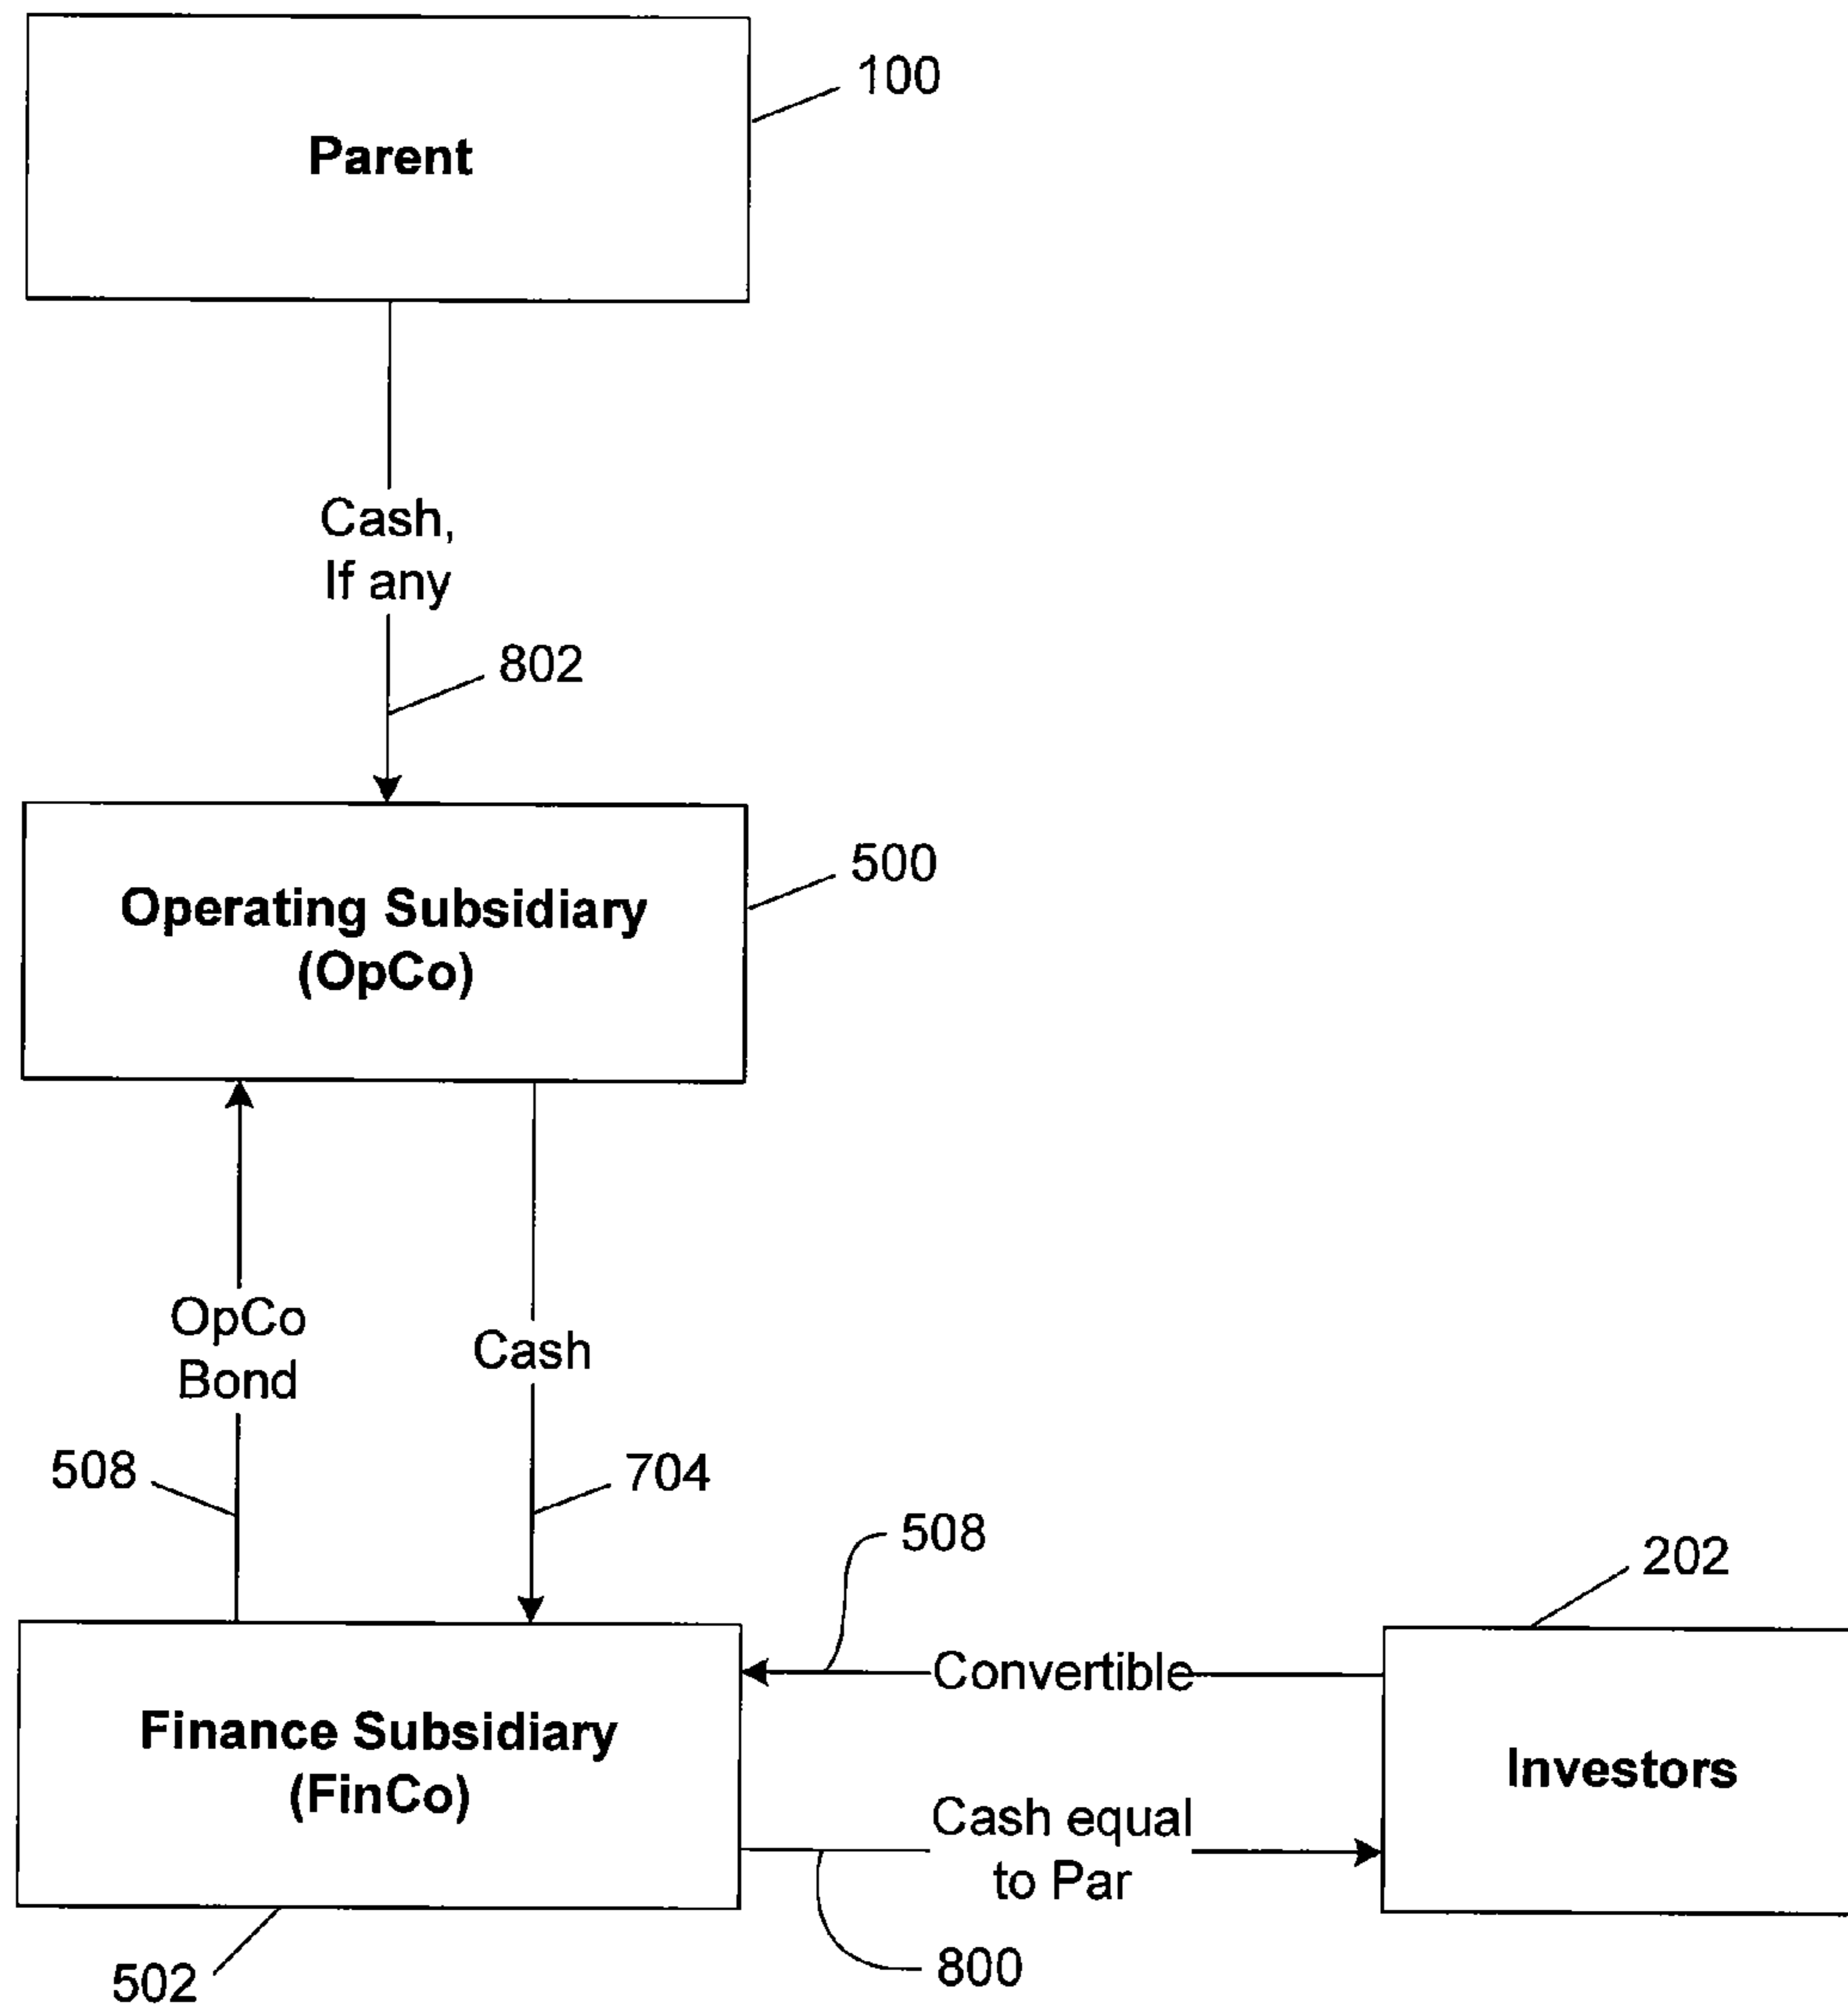 100
Parent
Cash,
If any
802
500
Operating Subsidiary
(OpCo)
OpCo
Bond
Cash
508
704
508
202
Convertible
Finance Subsidiary
(FinCo)
Investors
Cash equal
to Par
800
502